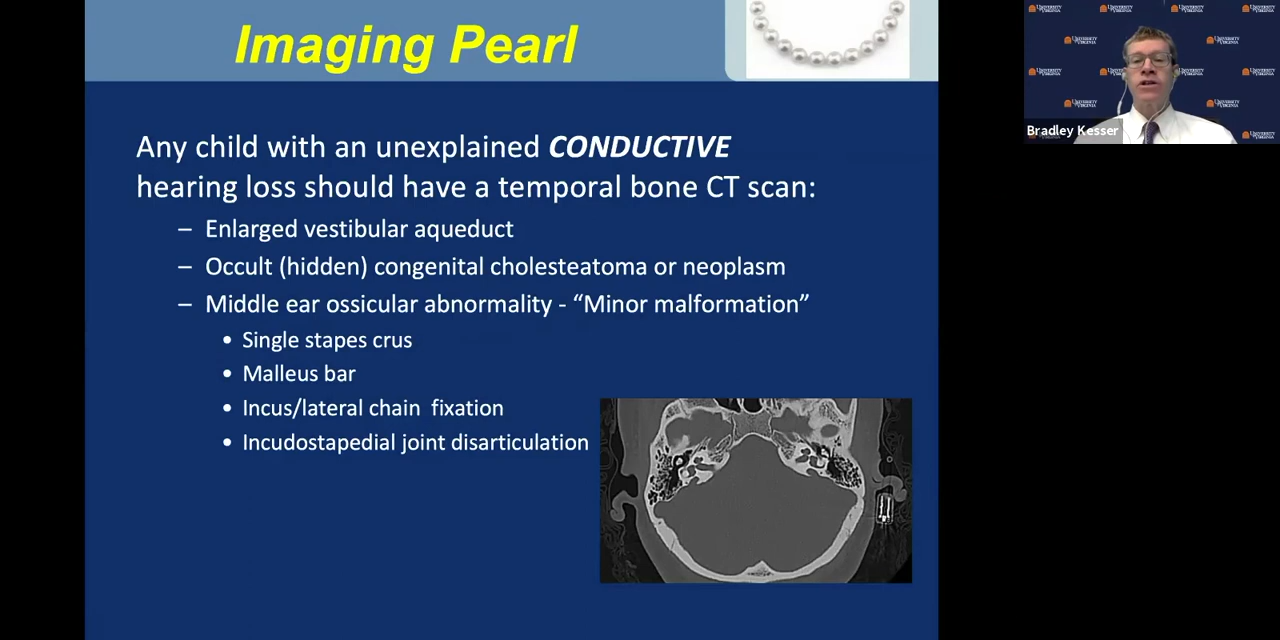 Imaging Pearl
Any child with an unexplained CONDUCTIVE
hearing loss should have a temporal bone CT scan:
– Enlarged vestibular aqueduct
– Occult (hidden) congenital cholesteatoma or neoplasm
– Middle ear ossicular abnormality - “Minor malformation”
• Single stapes crus
• Malleus bar
• Incus/lateral chain fixation
• Incudostapedial joint disarticulation
Bradley Kesser
UNIVERSITY
VIRGINIA